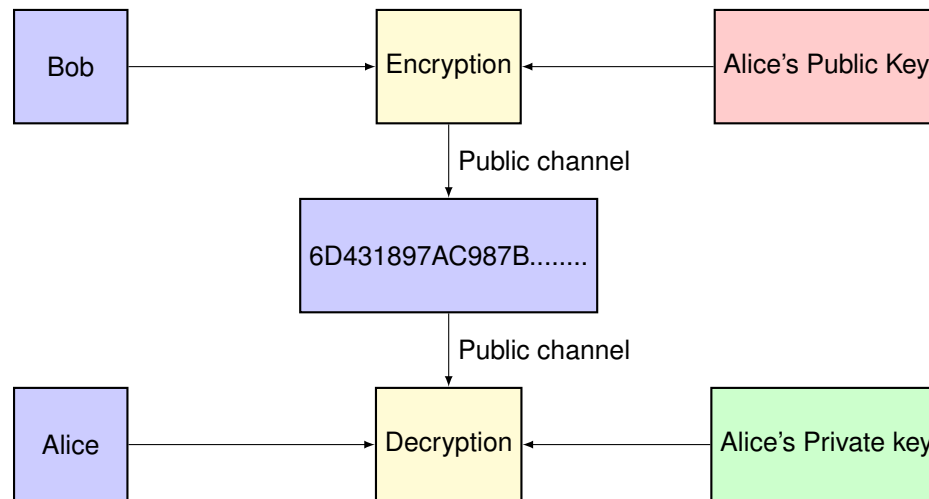 Bob
Encryption
Alice's Public Key
Public channel
6D431897AC987B........
Public channel
Alice
Decryption
Alice's Private key